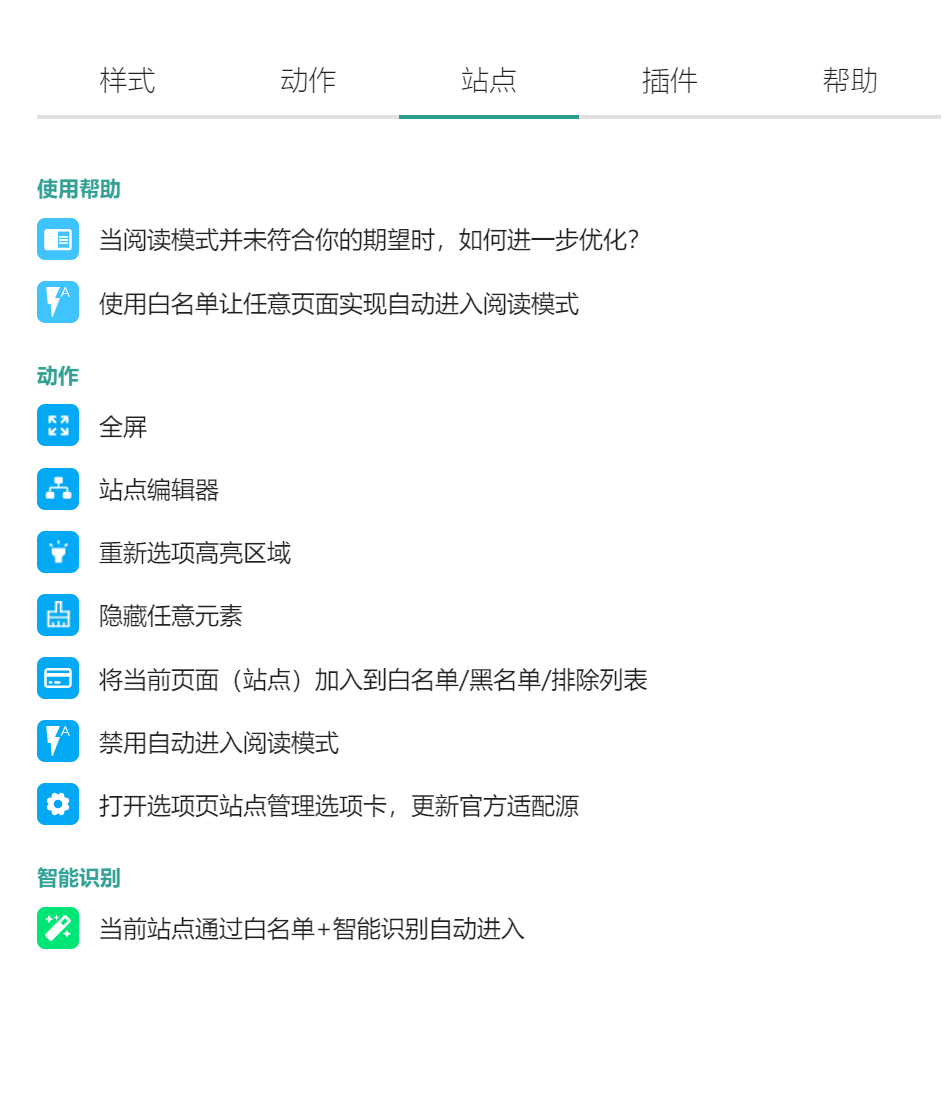 样式 动作 站点 插件 帮助
使用帮助
当阅读模式并未符合你的期望时，如何进一步优化？
使用白名单让任意页面实现自动进入阅读模式
动作
全屏
站点编辑器
重新选项高亮区域
隐藏任意元素
将当前页面（站点）加入到白名单/黑名单/排除列表
禁用自动进入阅读模式
打开选项页站点管理选项卡，更新官方适配源
智能识别
当前站点通过白名单+智能识别自动进入